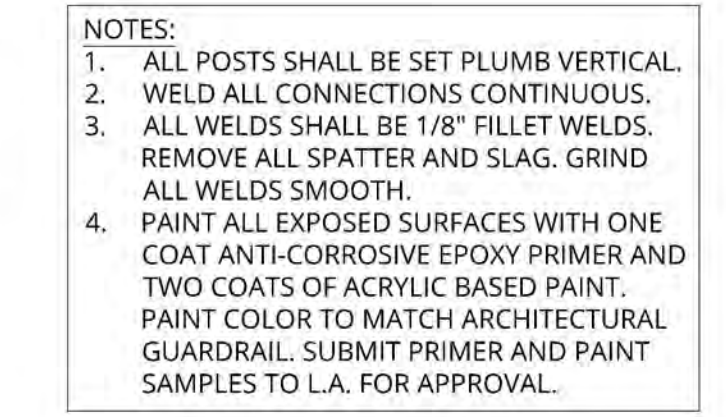 NOTES:
1. ALL POSTS SHALL BE SET PLUMB VERTICAL.
2. WELD ALL CONNECTIONS CONTINUOUS.
3. ALL WELDS SHALL BE 1/8" FILLET WELDS.
REMOVE ALL SPATTER AND SLAG. GRIND
ALL WELDS SMOOTH.
4. PAINT ALL EXPOSED SURFACES WITH ONE
COAT ANTI-CORROSIVE EPOXY PRIMER AND
TWO COATS OF ACRYLIC BASED PAINT.
PAINT COLOR TO MATCH ARCHITECTURAL
GUARDRAIL. SUBMIT PRIMER AND PAINT
SAMPLES TO L.A. FOR APPROVAL.